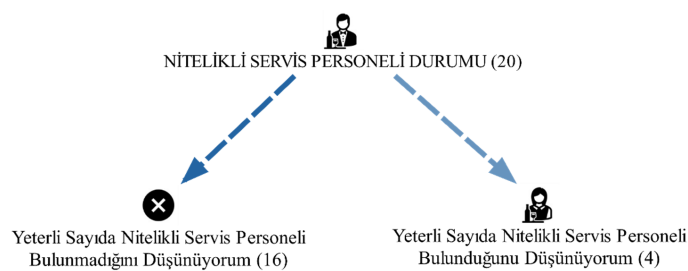 NİTELİKLİ SERVİS PERSONELİ DURUMU (20)
Yeterli Sayıda Nitelikli Servis Personeli
Bulunmadığını Düşünüyorum (16)
Yeterli Sayıda Nitelikli Servis Personeli
Bulunduğunu Düşünüyorum (4)